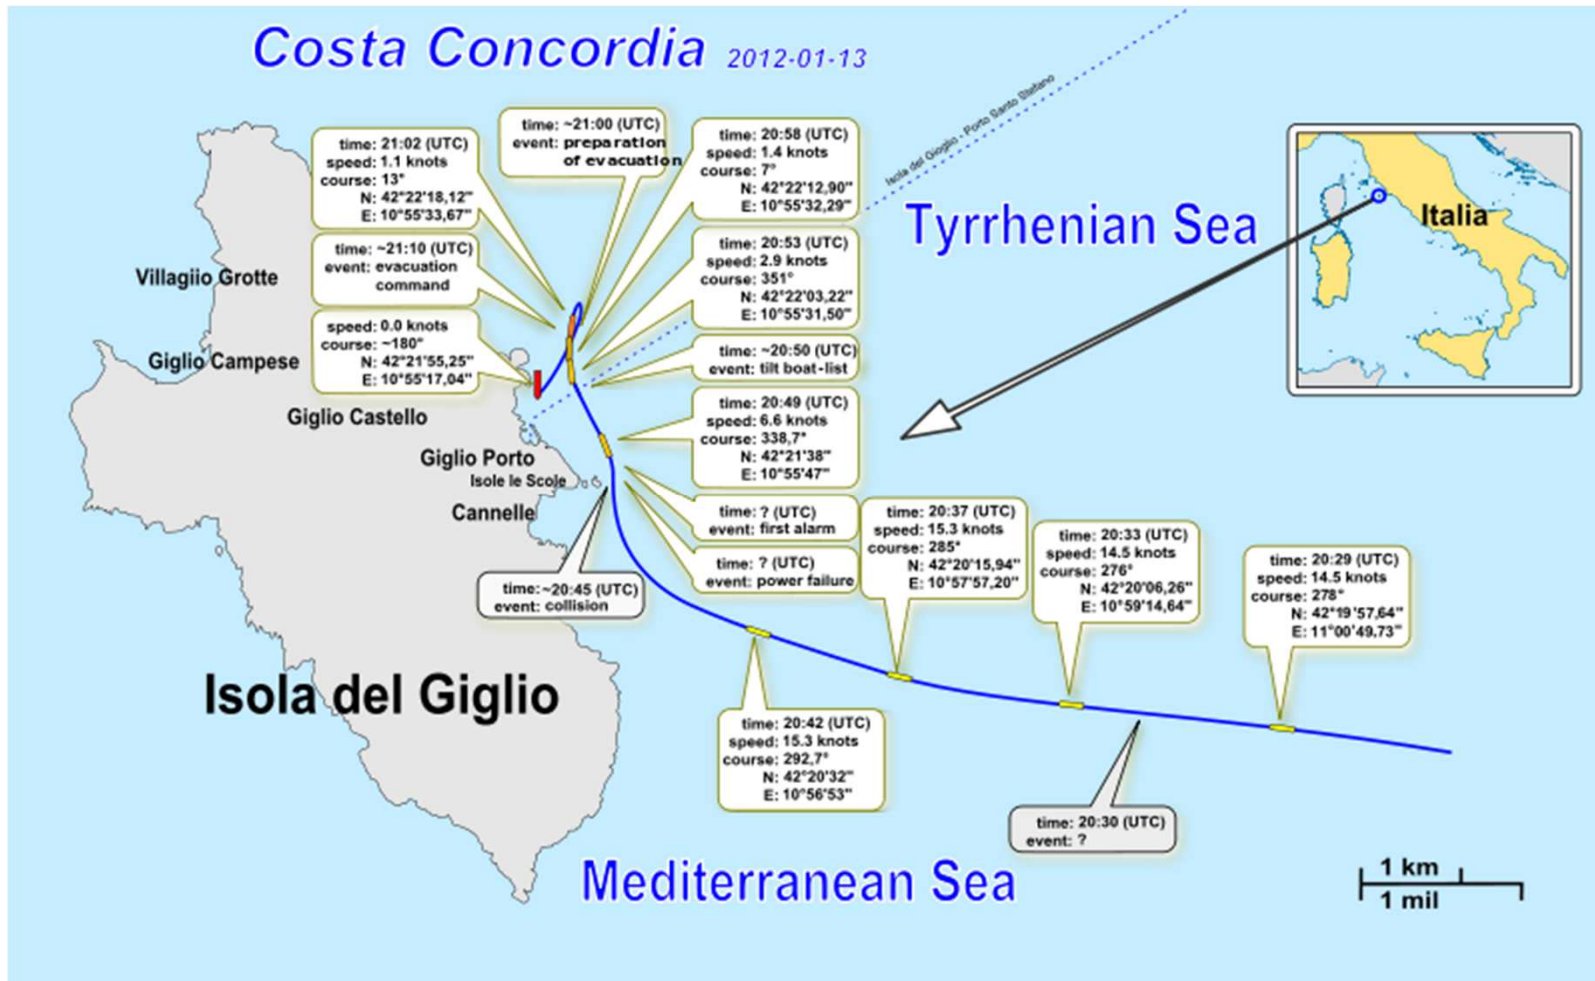 Costa Concordia 2012-01-13
Isola del Gioglio - Porto Santo Stefano
Tyrrhenian Sea
Italia
time: 21:02 (UTC)
speed: 1.1 knots
course: 13°
N: 42°22'18,12"
E: 10°55'33,67"
time: ~21:00 (UTC)
event: preparation
of evacuation
time: 20:58 (UTC)
speed: 1.4 knots
course: 7°
N: 42°22'12,90"
E: 10°55'32,29"
time: ~21:10 (UTC)
event: evacuation
command
time: 20:53 (UTC)
speed: 2.9 knots
course: 351°
N: 42°22'03,22"
E: 10°55'31,50"
speed: 0.0 knots
course: ~180°
N: 42°21'55,25"
E: 10°55'17,04"
time: ~20:50 (UTC)
event: tilt boat-list
time: 20:49 (UTC)
speed: 6.6 knots
course: 338,7°
N: 42°21'38"
E: 10°55'47"
Villagiio Grotte
Giglio Campese
Giglio Castello
Giglio Porto
Isole le Scole
Cannelle
time: ? (UTC)
event: first alarm
time: ? (UTC)
event: power failure
time:~20:45 (UTC)
event: collision
time: 20:37 (UTC)
speed: 15.3 knots
course: 285°
N: 42°20'15,94"
E: 10°57'57,20"
time: 20:33 (UTC)
speed: 14.5 knots
course: 276°
N: 42°20'06,26"
E: 10°59'14,64"
time: 20:29 (UTC)
speed: 14.5 knots
course: 278°
N: 42°19'57,64"
E: 11°00'49,73"
Isola del Giglio
time: 20:42 (UTC)
speed: 15.3 knots
course: 292,7°
N: 42°20'32"
E: 10°56'53"
time: 20:30 (UTC)
event: ?
Mediterranean Sea
1 km
1 mil